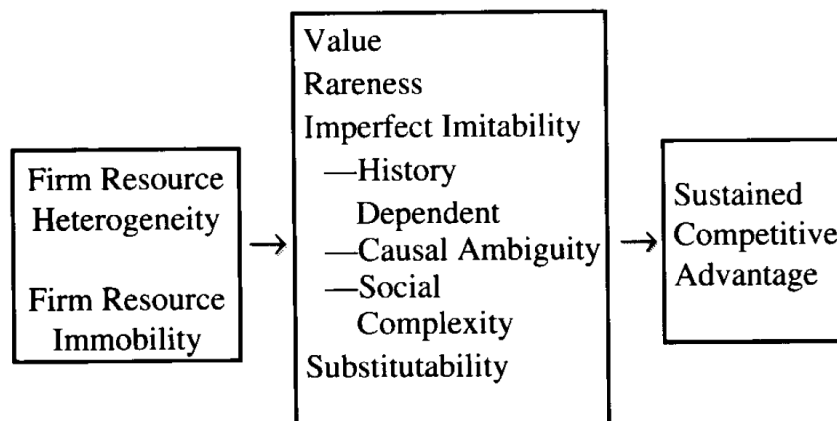 Firm Resource
Heterogeneity
Firm Resource
Immobility
Value
Rareness
Imperfect Imitability
—History
Dependent
—Causal Ambiguity
—Social
Complexity
Substitutability
Sustained
Competitive
Advantage